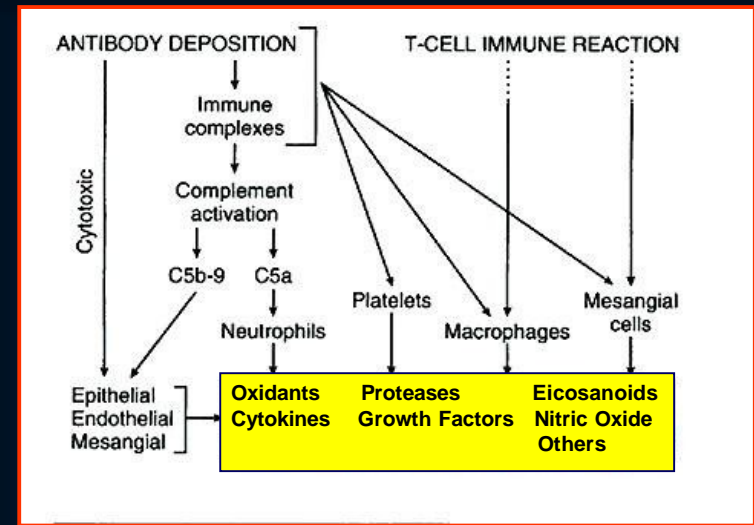 ANTIBODY DEPOSITION
T-CELL IMMUNE REACTION
Immune
complexes
Cytotoxic
Complement
activation
C5b-9 C5a
Platelets
Mesangial
cells
Neutrophils
Macrophages
Epithelial
Endothelial
Mesangial
Oxidants Proteases Eicosanoids
Cytokines Growth Factors Nitric Oxide
Others